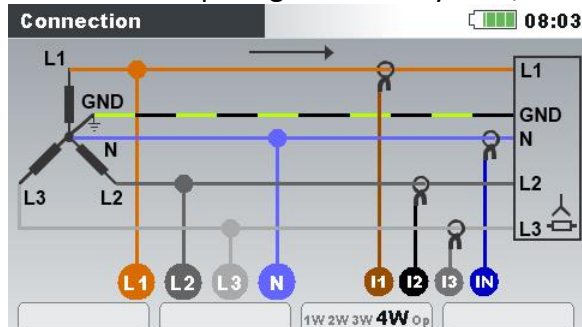 Connection 08:03
L1 L1
GND GND
N N
L3 L2 L2
L3
L1 L2 L3 N I1 I2 I3 IN
1W 2W 3W 4W Op